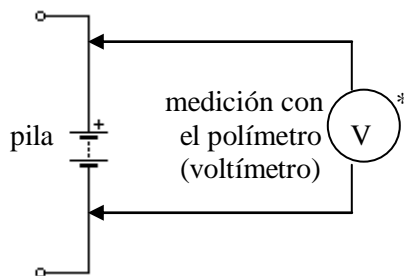 pila
+
medición con
el polímetro
(voltímetro)
V
*